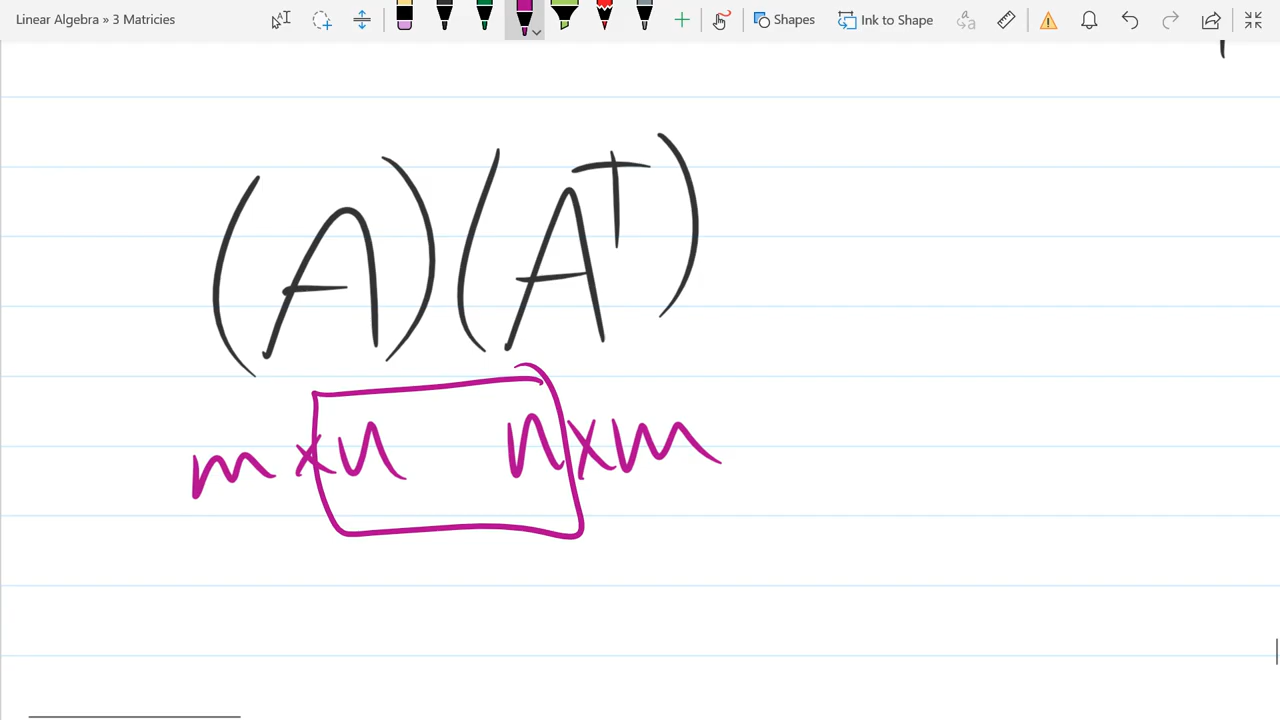 Linear Algebra » 3 Matricies
Shapes
Ink to Shape
(A)(Aᵀ)
m x n n x m